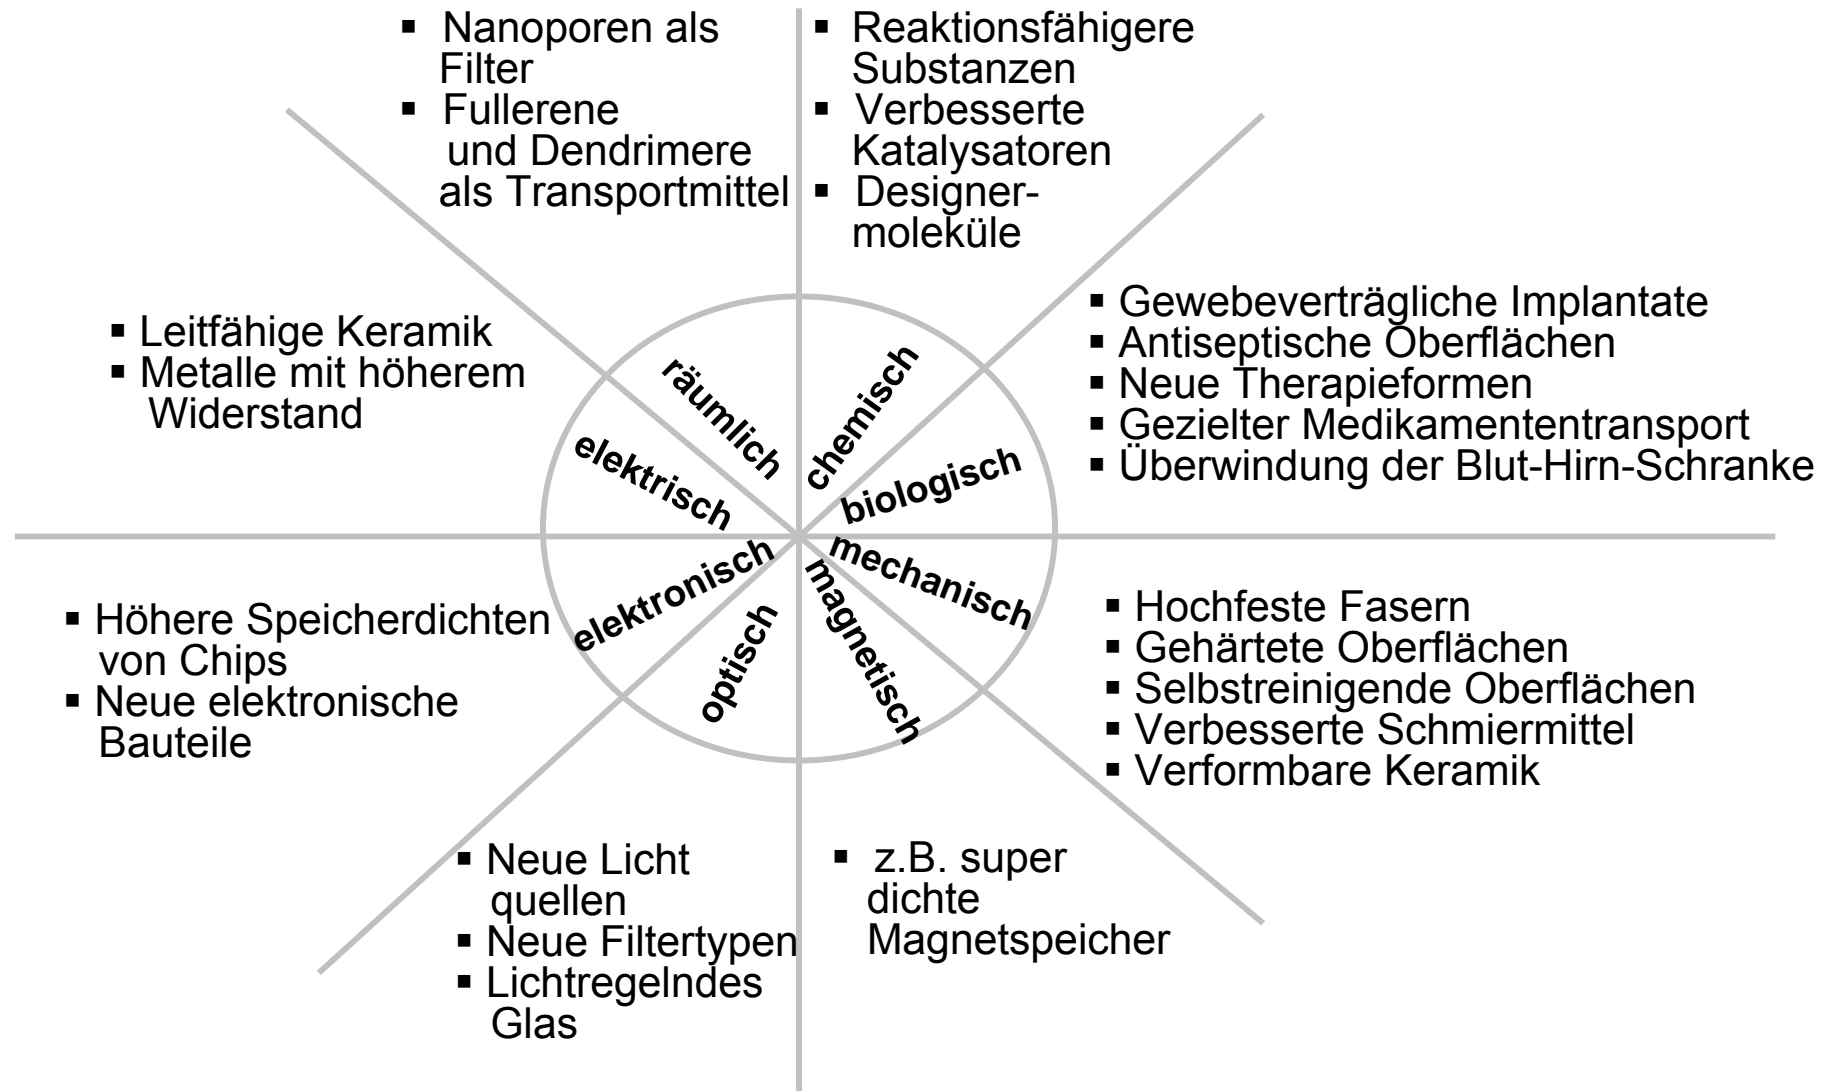 ▪ Nanoporen als
Filter
▪ Fullerene
und Dendrimere
als Transportmittel
▪ Reaktionsfähigere
Substanzen
▪ Verbesserte
Katalysatoren
▪ Designer-
moleküle
▪ Gewebeverträgliche Implantate
▪ Antiseptische Oberflächen
▪ Neue Therapieformen
▪ Gezielter Medikamententransport
▪ Überwindung der Blut-Hirn-Schranke
▪ Leitfähige Keramik
▪ Metalle mit höherem
Widerstand
räumlich
chemisch
elektrisch
biologisch
elektronisch
mechanisch
optisch
magnetisch
▪ Höhere Speicherdichten
von Chips
▪ Neue elektronische
Bauteile
▪ Hochfeste Fasern
▪ Gehärtete Oberflächen
▪ Selbstreinigende Oberflächen
▪ Verbesserte Schmiermittel
▪ Verformbare Keramik
▪ Neue Licht
quellen
▪ Neue Filtertypen
▪ Lichtregelndes
Glas
▪ z.B. super
dichte
Magnetspeicher